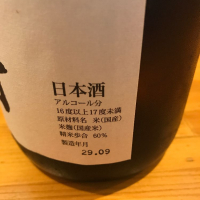 日本酒
アルコール分
16度以上17度未満
原材料名 米(国産)
米麹(国産米)
精米歩合 60%
製造年月
29.09